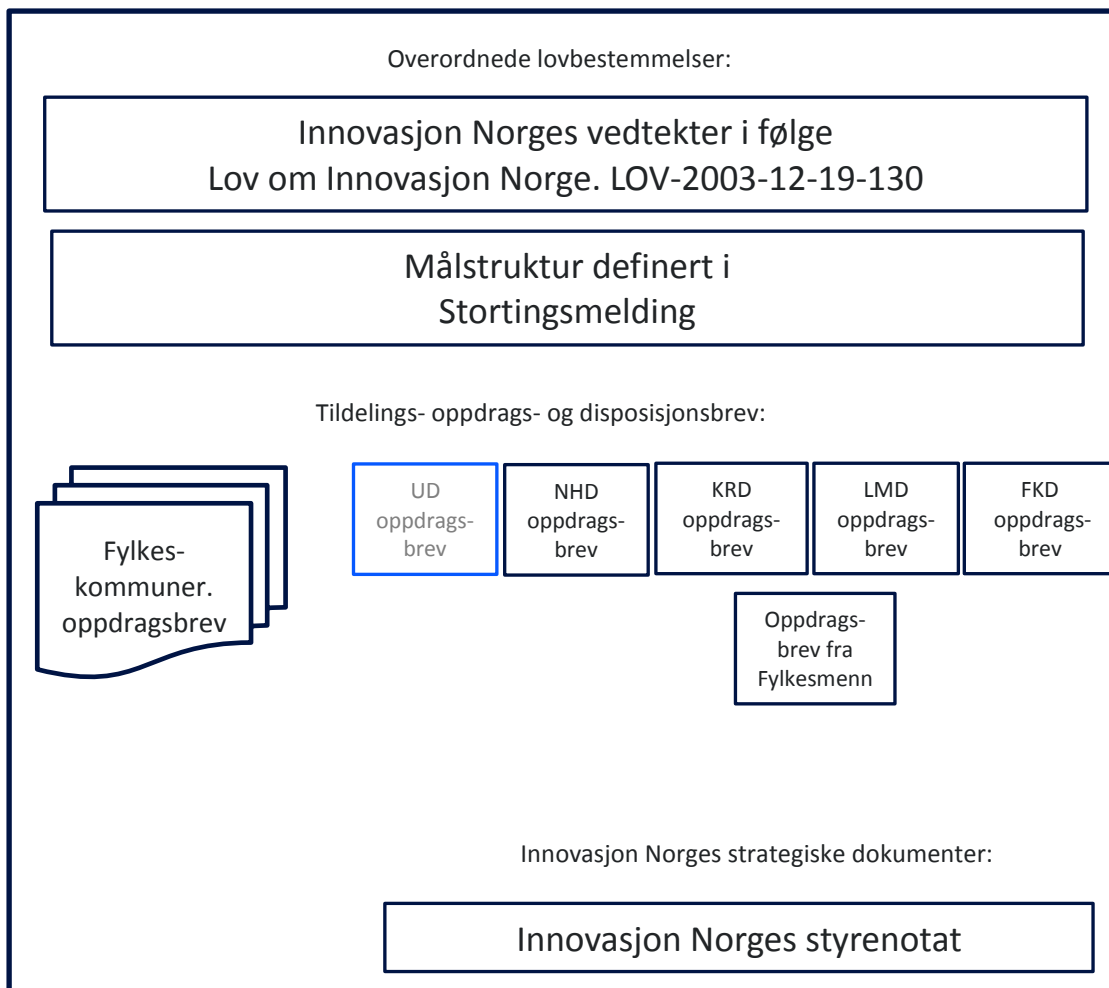 Overordnede lovbestemmelser:
Innovasjon Norges vedtekter i følge
Lov om Innovasjon Norge. LOV-2003-12-19-130
Målstruktur definert i
Stortingsmelding
Tildelings- oppdrags- og disposisjonsbrev:
Fylkes-
kommuner.
oppdragsbrev
UD
oppdrags-
brev
NHD
oppdrags-
brev
KRD
oppdrags-
brev
LMD
oppdrags-
brev
FKD
oppdrags-
brev
Oppdrags-
brev fra
Fylkesmenn
Innovasjon Norges strategiske dokumenter:
Innovasjon Norges styrenotat